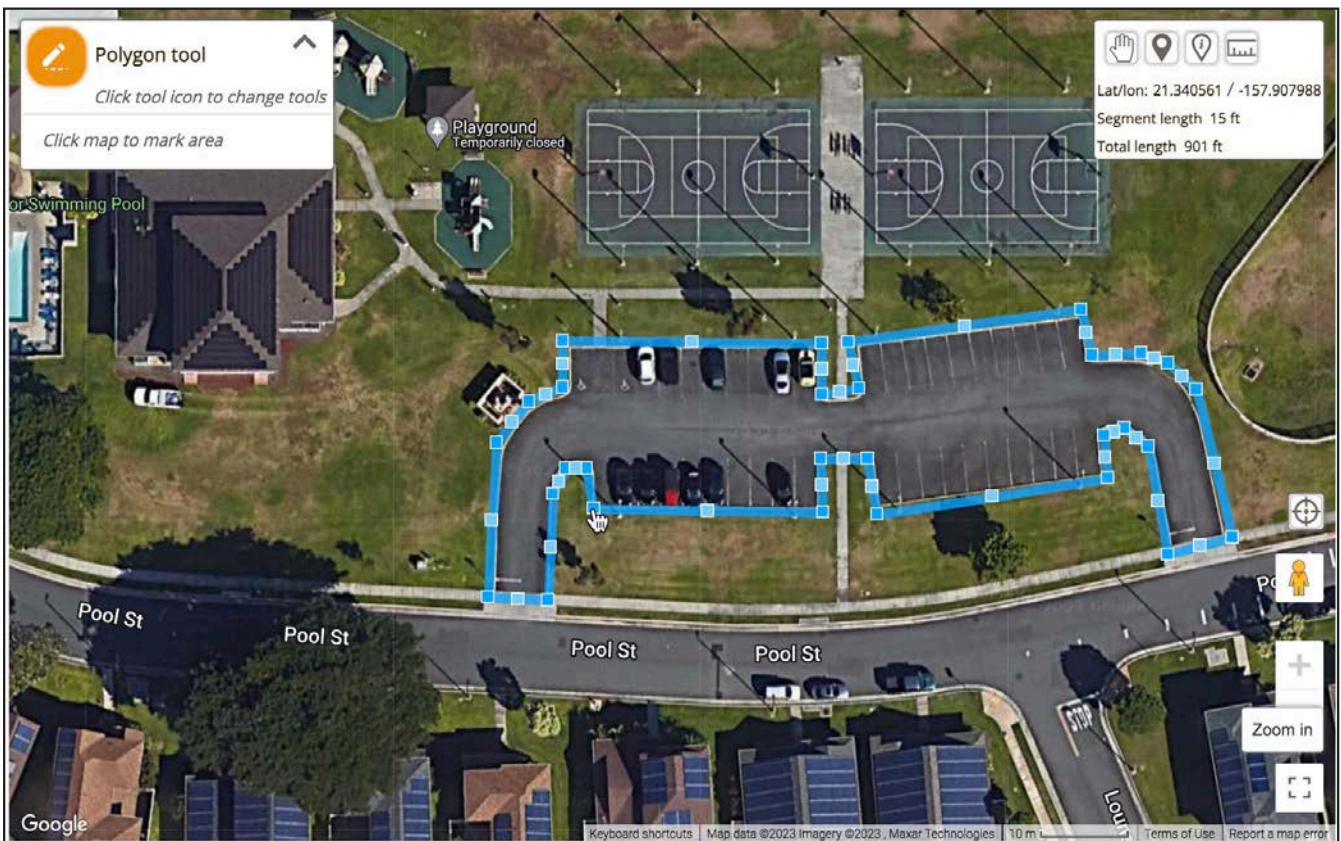 Polygon tool
Click tool icon to change tools
Click map to mark area
Lat/lon: 21.340561 / -157.907988
Segment length 15 ft
Total length 901 ft
Playground
Temporarily closed
or Swimming Pool
Pool St
Pool St
Pool St
Pool St
Po
STOP
Zoom in
Loun
Google
Keyboard shortcuts
Map data ©2023 Imagery ©2023 , Maxar Technologies
10 m
Terms of Use
Report a map error